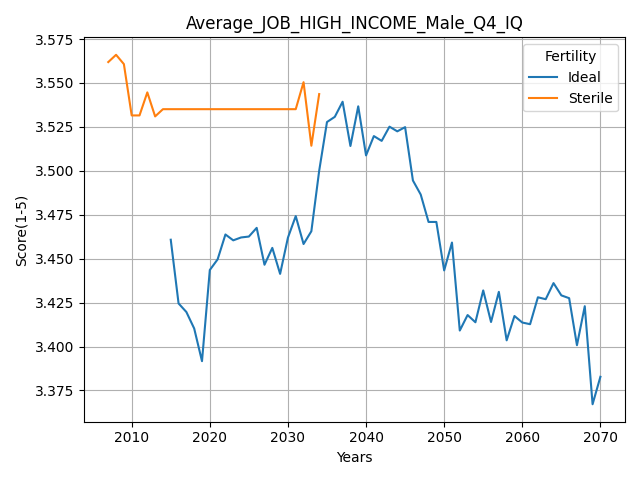 Average_JOB_HIGH_INCOME_Male_Q4_IQ
Fertility
Ideal
Sterile
Score(1-5)
3.575
3.550
3.525
3.500
3.475
3.450
3.425
3.400
3.375
2010 2020 2030 2040 2050 2060 2070
Years